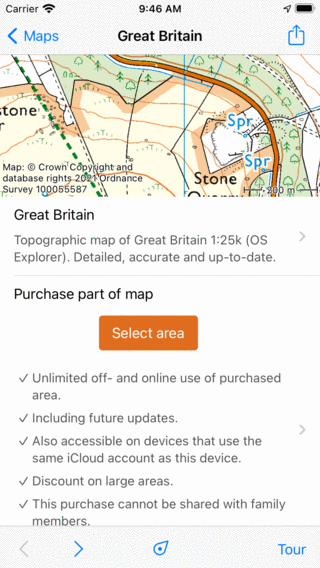 Carrier 9:46 AM
Maps Great Britain
Spr
Spr
Stone
200 m
Map: © Crown Copyright and
database rights 2021 Ordnance
Survey 100055587
Great Britain
Topographic map of Great Britain 1:25k (OS
Explorer). Detailed, accurate and up-to-date.
Purchase part of map
Select area
✓ Unlimited off- and online use of purchased
area.
✓ Including future updates.
✓ Also accessible on devices that use the
same iCloud account as this device.
✓ Discount on large areas.
✓ This purchase cannot be shared with family
members.
Tour